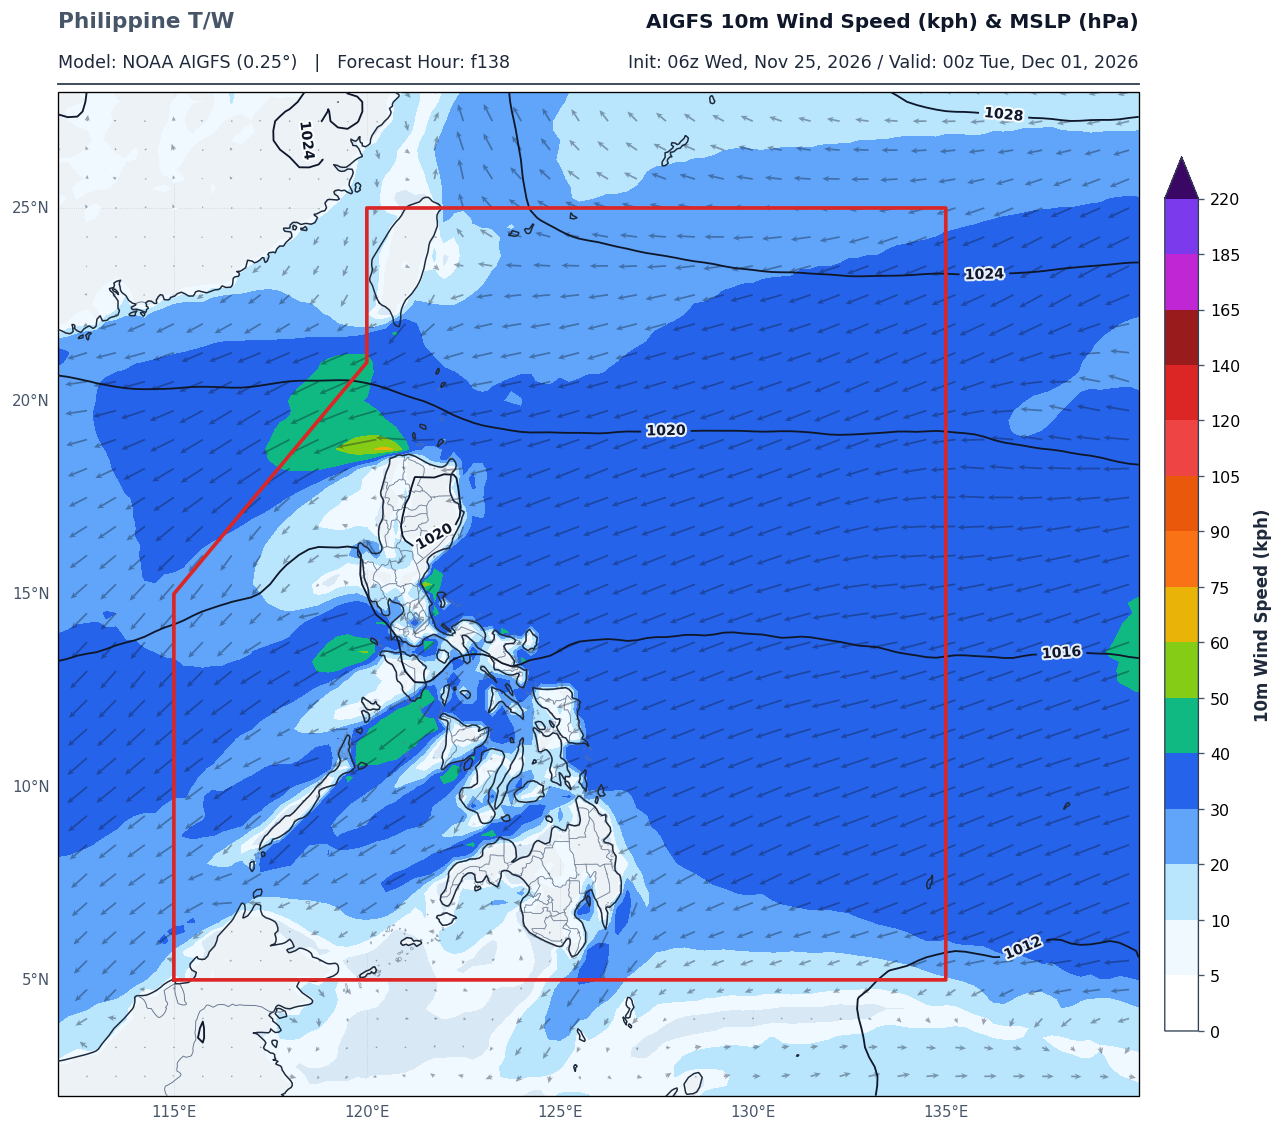 Philippine T/W
AIGFS 10m Wind Speed (kph) & MSLP (hPa)
Model: NOAA AIGFS (0.25°) | Forecast Hour: f138
Init: 06z Wed, Nov 25, 2026 / Valid: 00z Tue, Dec 01, 2026
1028
1024
1024
1020
1020
1016
1012
25°N
20°N
15°N
10°N
5°N
115°E
120°E
125°E
130°E
135°E
220
185
165
140
120
105
90
75
60
50
40
30
20
10
5
0
10m Wind Speed (kph)